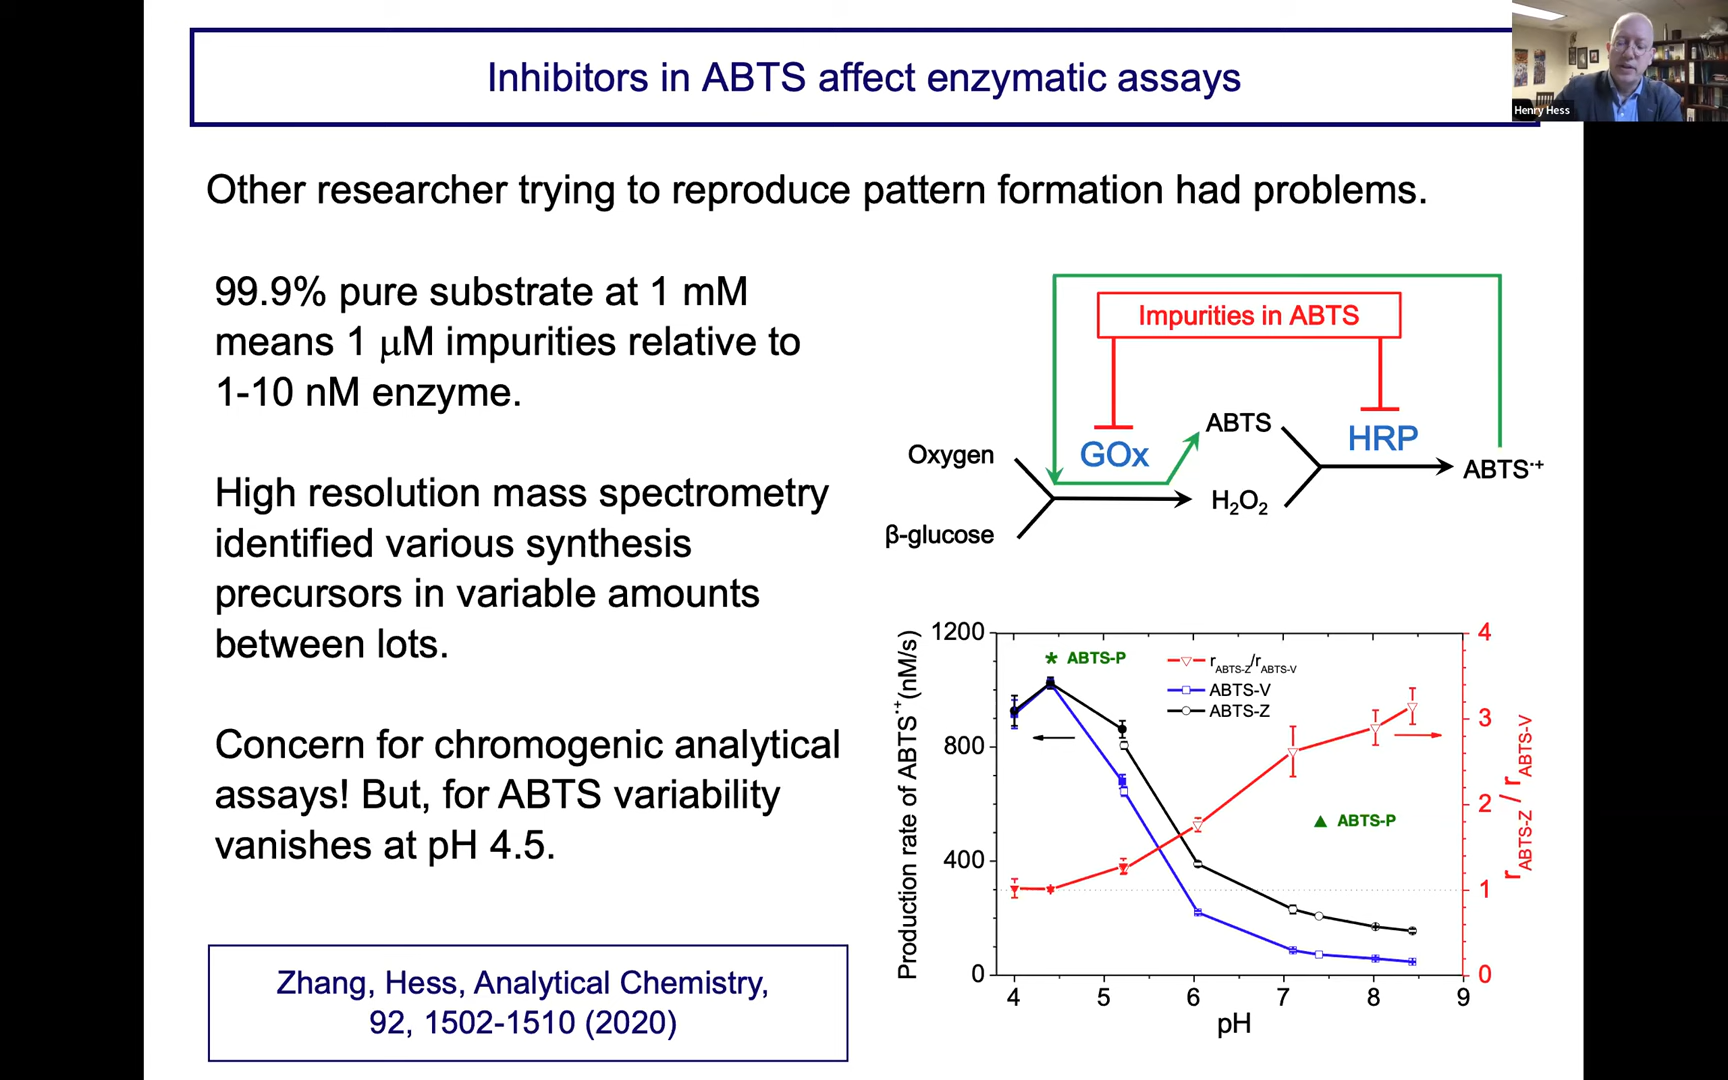 Inhibitors in ABTS affect enzymatic assays
Henry Hess
Other researcher trying to reproduce pattern formation had problems.
99.9% pure substrate at 1 mM
means 1 μM impurities relative to
1-10 nM enzyme.
High resolution mass spectrometry
identified various synthesis
precursors in variable amounts
between lots.
Concern for chromogenic analytical
assays! But, for ABTS variability
vanishes at pH 4.5.
Zhang, Hess, Analytical Chemistry,
92, 1502-1510 (2020)
Impurities in ABTS
Oxygen
β-glucose
GOx
ABTS
H₂O₂
HRP
ABTS·⁺
Production rate of ABTS·⁺(nM/s)
1200
800
400
0
* ABTS-P
r_ABTS-Z/r_ABTS-V
ABTS-V
ABTS-Z
▲ ABTS-P
4
3
2
1
0
r_ABTS-Z / r_ABTS-V
4 5 6 7 8 9
pH